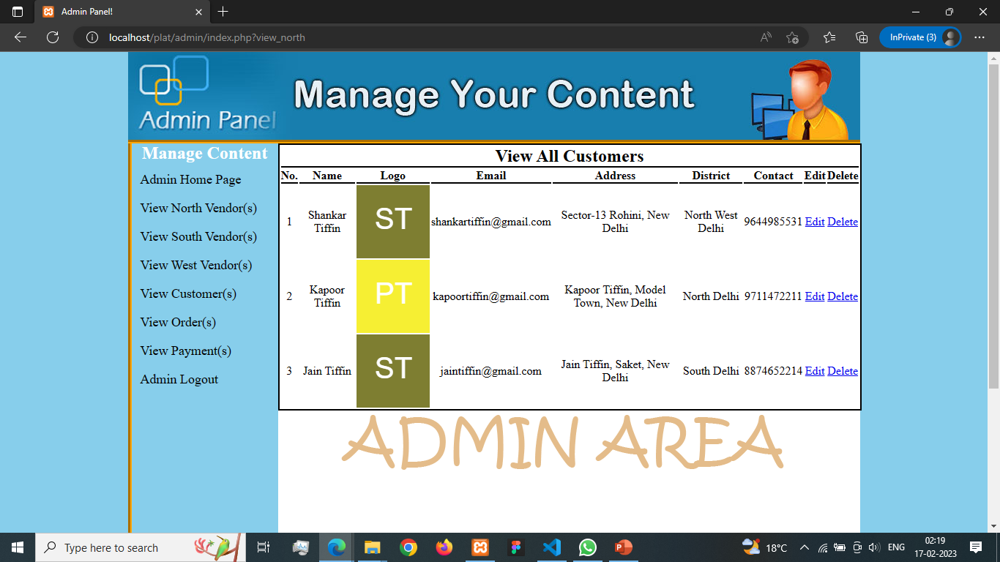 Admin Panel!
localhost/plat/admin/index.php?view_north
InPrivate (3)
Admin Panel
Manage Your Content
Manage Content
Admin Home Page
View North Vendor(s)
View South Vendor(s)
View West Vendor(s)
View Customer(s)
View Order(s)
View Payment(s)
Admin Logout
View All Customers
No. Name Logo Email Address District Contact Edit Delete
1 Shankar Tiffin ST shankartiffin@gmail.com Sector-13 Rohini, New Delhi North West Delhi 9644985531 Edit Delete
2 Kapoor Tiffin PT kapoortiffin@gmail.com Kapoor Tiffin, Model Town, New Delhi North Delhi 9711472211 Edit Delete
3 Jain Tiffin ST jaintiffin@gmail.com Jain Tiffin, Saket, New Delhi South Delhi 8874652214 Edit Delete
ADMIN AREA
Type here to search
18°C
ENG
02:19
17-02-2023